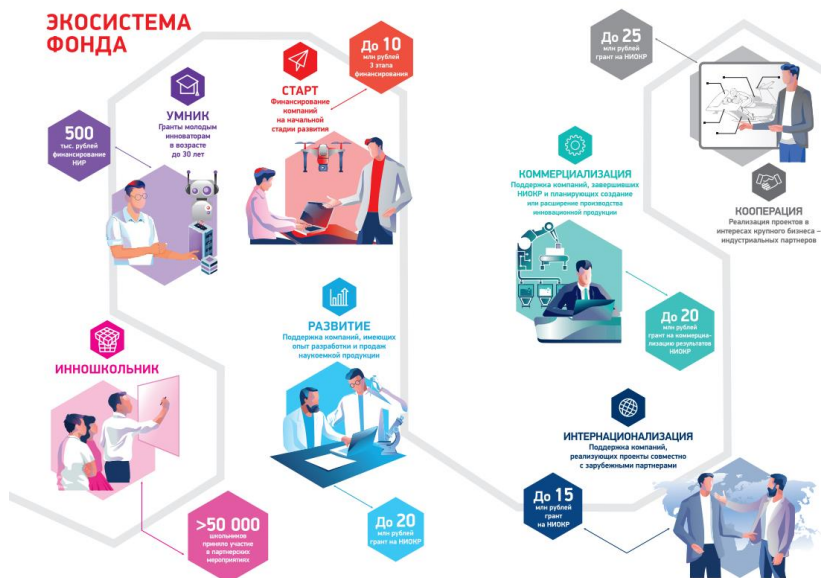 ЭКОСИСТЕМА
ФОНДА
УМНИК
Гранты молодым
инноваторам
в возрасте
до 30 лет
500
тыс. рублей
финансирование
НИР
СТАРТ
Финансирование
компаний
на начальной
стадии развития
До 10
млн рублей
3 этапа
финансирования
ИННОШКОЛЬНИК
>50 000
школьников
приняло участие
в партнерских
мероприятиях
РАЗВИТИЕ
Поддержка компаний, имеющих
опыт разработки и продаж
наукоемкой продукции
До 20
млн рублей
грант на НИОКР
КОММЕРЦИАЛИЗАЦИЯ
Поддержка компаний, завершивших
НИОКР и планирующих создание
или расширение производства
инновационной продукции
До 20
млн рублей
грант на коммерциа-
лизацию результатов
НИОКР
До 25
млн рублей
грант на НИОКР
КООПЕРАЦИЯ
Реализация проектов в
интересах крупного бизнеса –
индустриальных партнеров
ИНТЕРНАЦИОНАЛИЗАЦИЯ
Поддержка компаний,
реализующих проекты совместно
с зарубежными партнерами
До 15
млн рублей
грант
на НИОКР